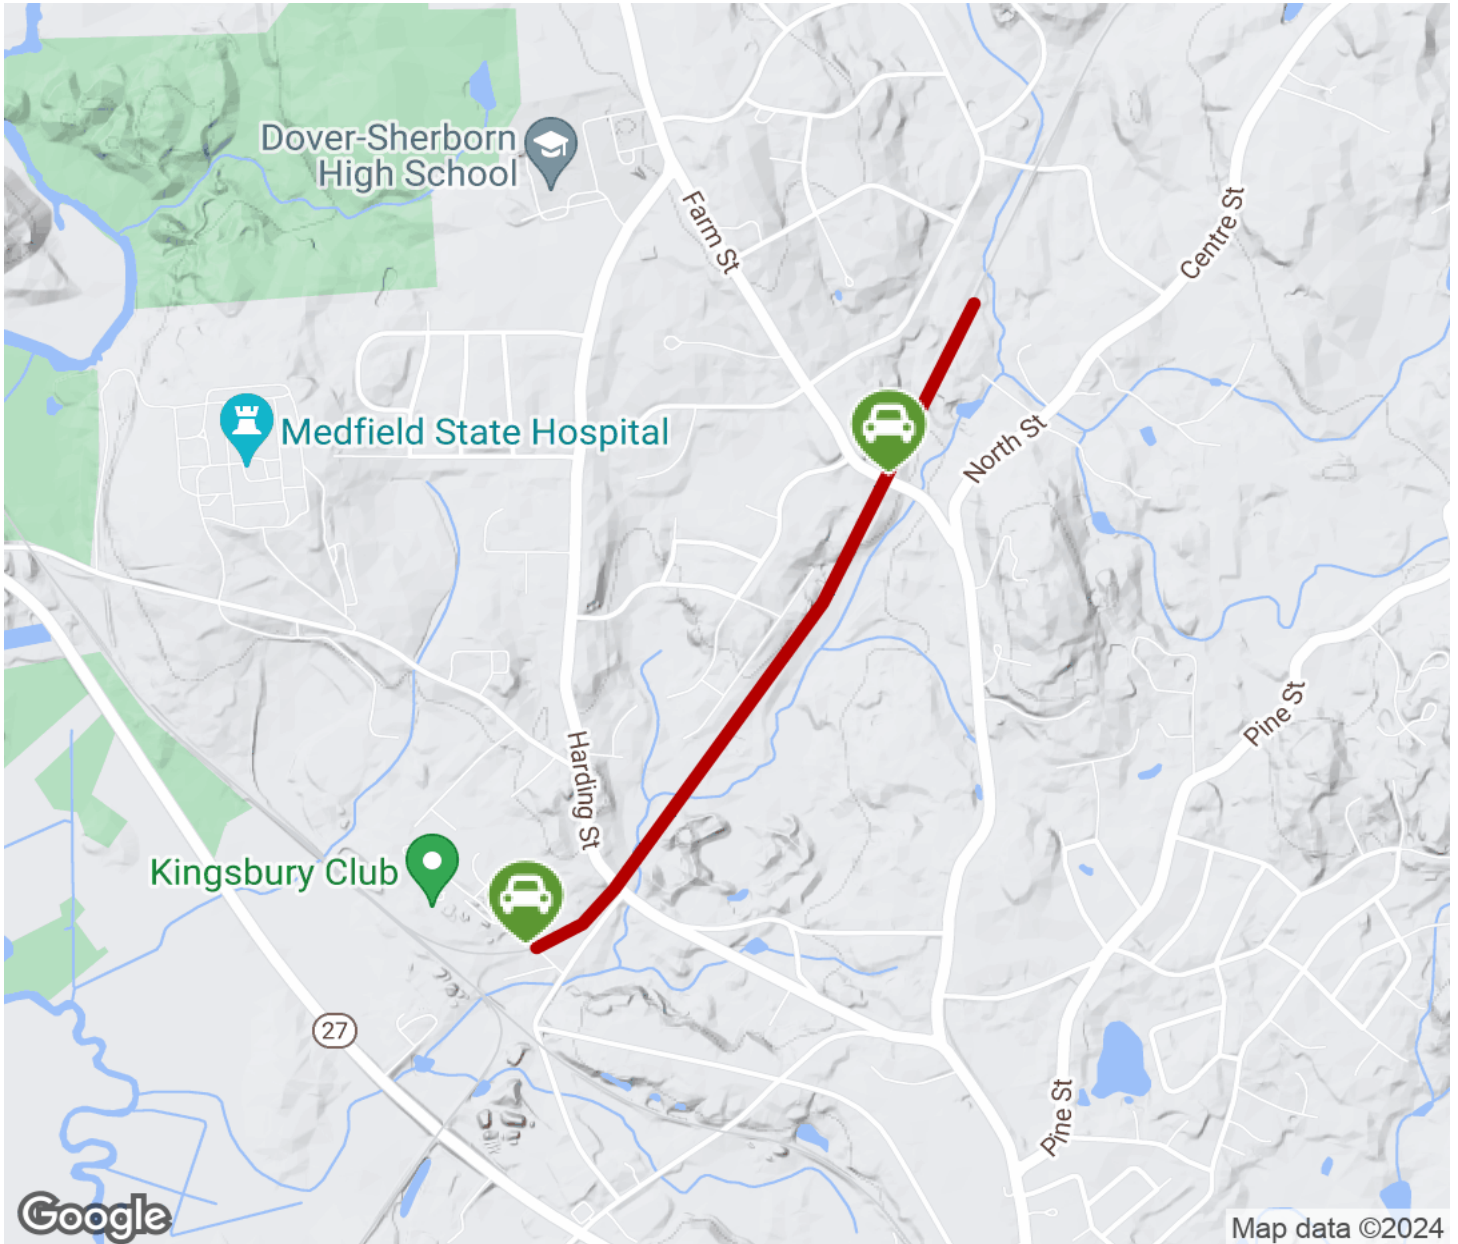 Dover-Sherborn
High School
Farm St
Centre St
Medfield State Hospital
North St
Pine St
Harding St
Kingsbury Club
27
Pine St
Google
Map data ©2024